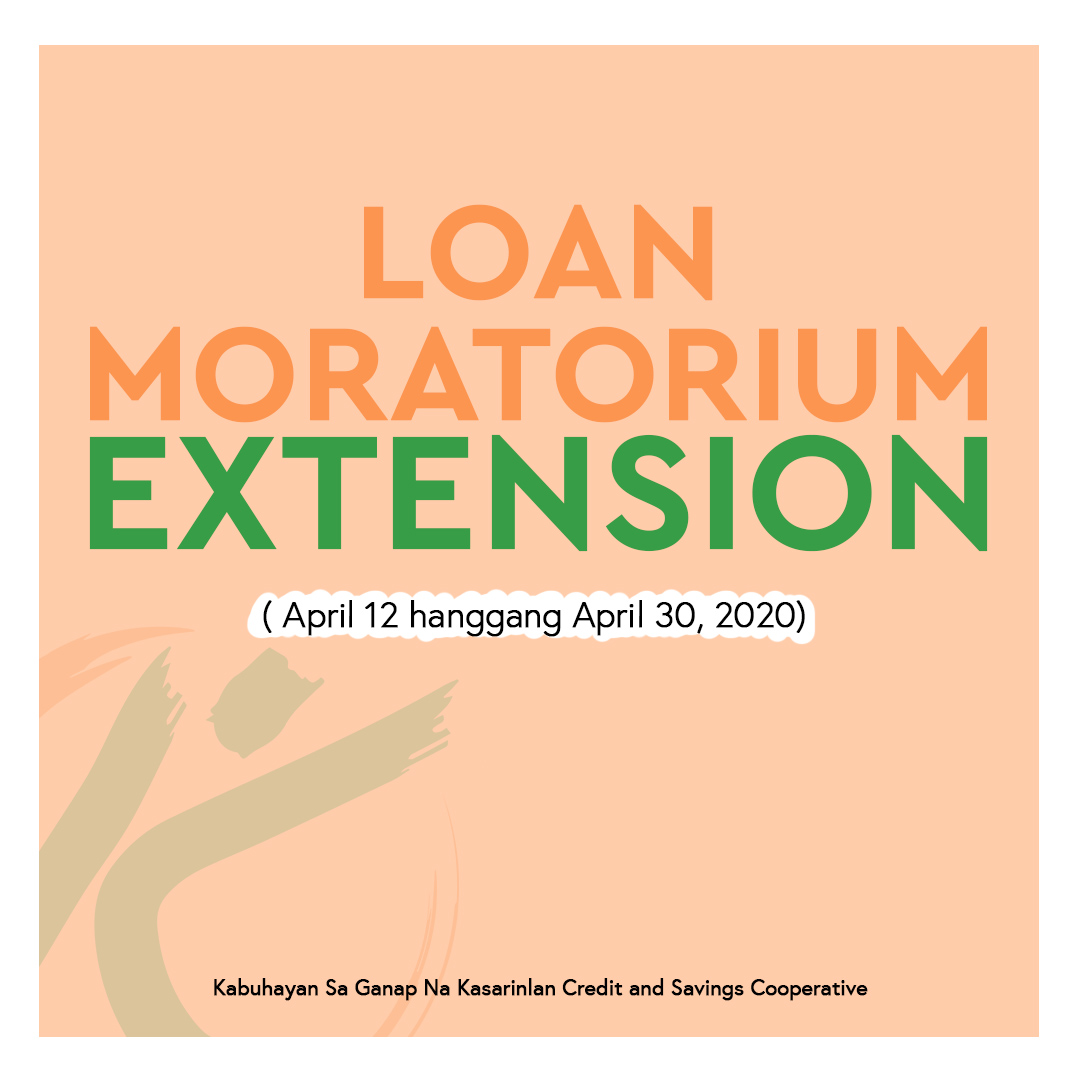 LOAN
MORATORIUM
EXTENSION
( April 12 hanggang April 30, 2020)
Kabuhayan Sa Ganap Na Kasarinlan Credit and Savings Cooperative